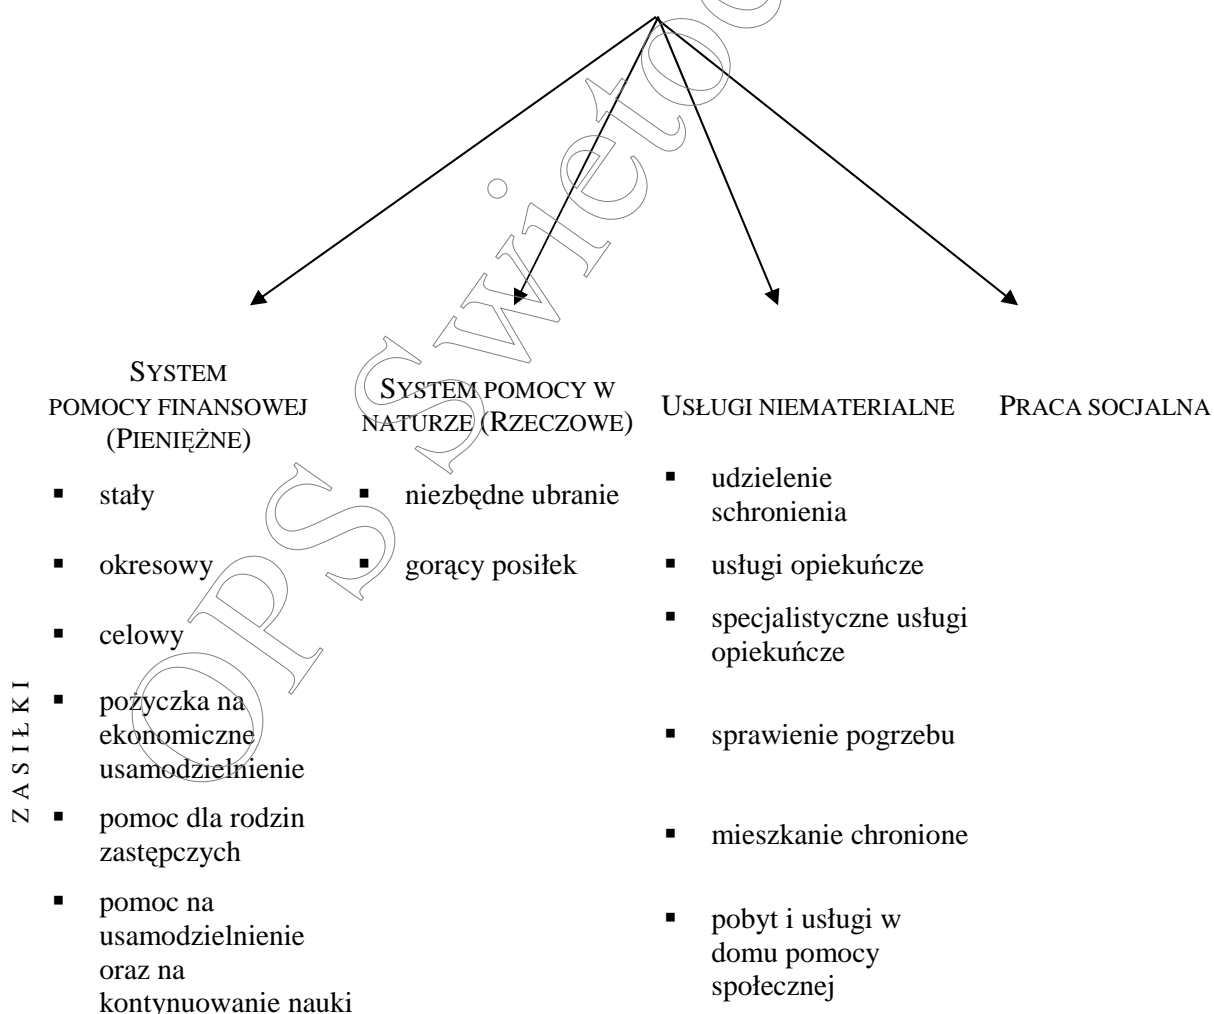 OPS Świeto
SYSTEM
POMOCY FINANSOWEJ
(PIENIĘŻNE)
SYSTEM POMOCY W
NATURZE (RZECZOWE)
USŁUGI NIEMATERIALNE
PRACA SOCJALNA
ZASIŁKI
▪ stały
▪ okresowy
▪ celowy
▪ pożyczka na
ekonomiczne
usamodzielnienie
▪ pomoc dla rodzin
zastępczych
▪ pomoc na
usamodzielnienie
oraz na
kontynuowanie nauki
▪ niezbędne ubranie
▪ gorący posiłek
▪ udzielenie
schronienia
▪ usługi opiekuńcze
▪ specjalistyczne usługi
opiekuńcze
▪ sprawienie pogrzebu
▪ mieszkanie chronione
▪ pobyt i usługi w
domu pomocy
społecznej